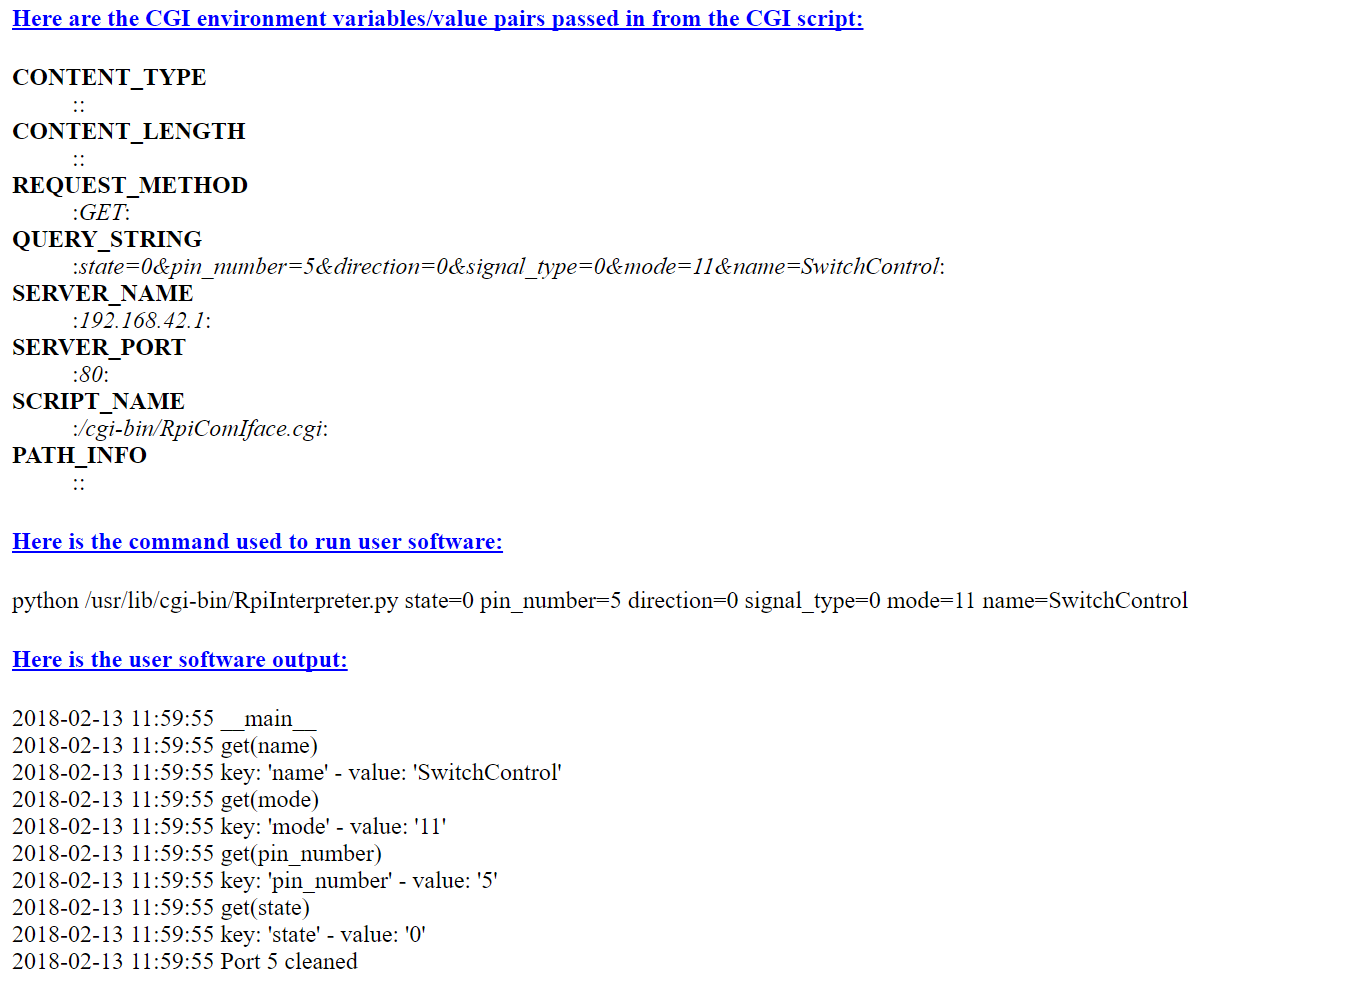 Here are the CGI environment variables/value pairs passed in from the CGI script:
CONTENT_TYPE
::
CONTENT_LENGTH
::
REQUEST_METHOD
:GET:
QUERY_STRING
:state=0&pin_number=5&direction=0&signal_type=0&mode=11&name=SwitchControl:
SERVER_NAME
:192.168.42.1:
SERVER_PORT
:80:
SCRIPT_NAME
:/cgi-bin/RpiComIface.cgi:
PATH_INFO
::
Here is the command used to run user software:
python /usr/lib/cgi-bin/RpiInterpreter.py state=0 pin_number=5 direction=0 signal_type=0 mode=11 name=SwitchControl
Here is the user software output:
2018-02-13 11:59:55 __main__
2018-02-13 11:59:55 get(name)
2018-02-13 11:59:55 key: 'name' - value: 'SwitchControl'
2018-02-13 11:59:55 get(mode)
2018-02-13 11:59:55 key: 'mode' - value: '11'
2018-02-13 11:59:55 get(pin_number)
2018-02-13 11:59:55 key: 'pin_number' - value: '5'
2018-02-13 11:59:55 get(state)
2018-02-13 11:59:55 key: 'state' - value: '0'
2018-02-13 11:59:55 Port 5 cleaned